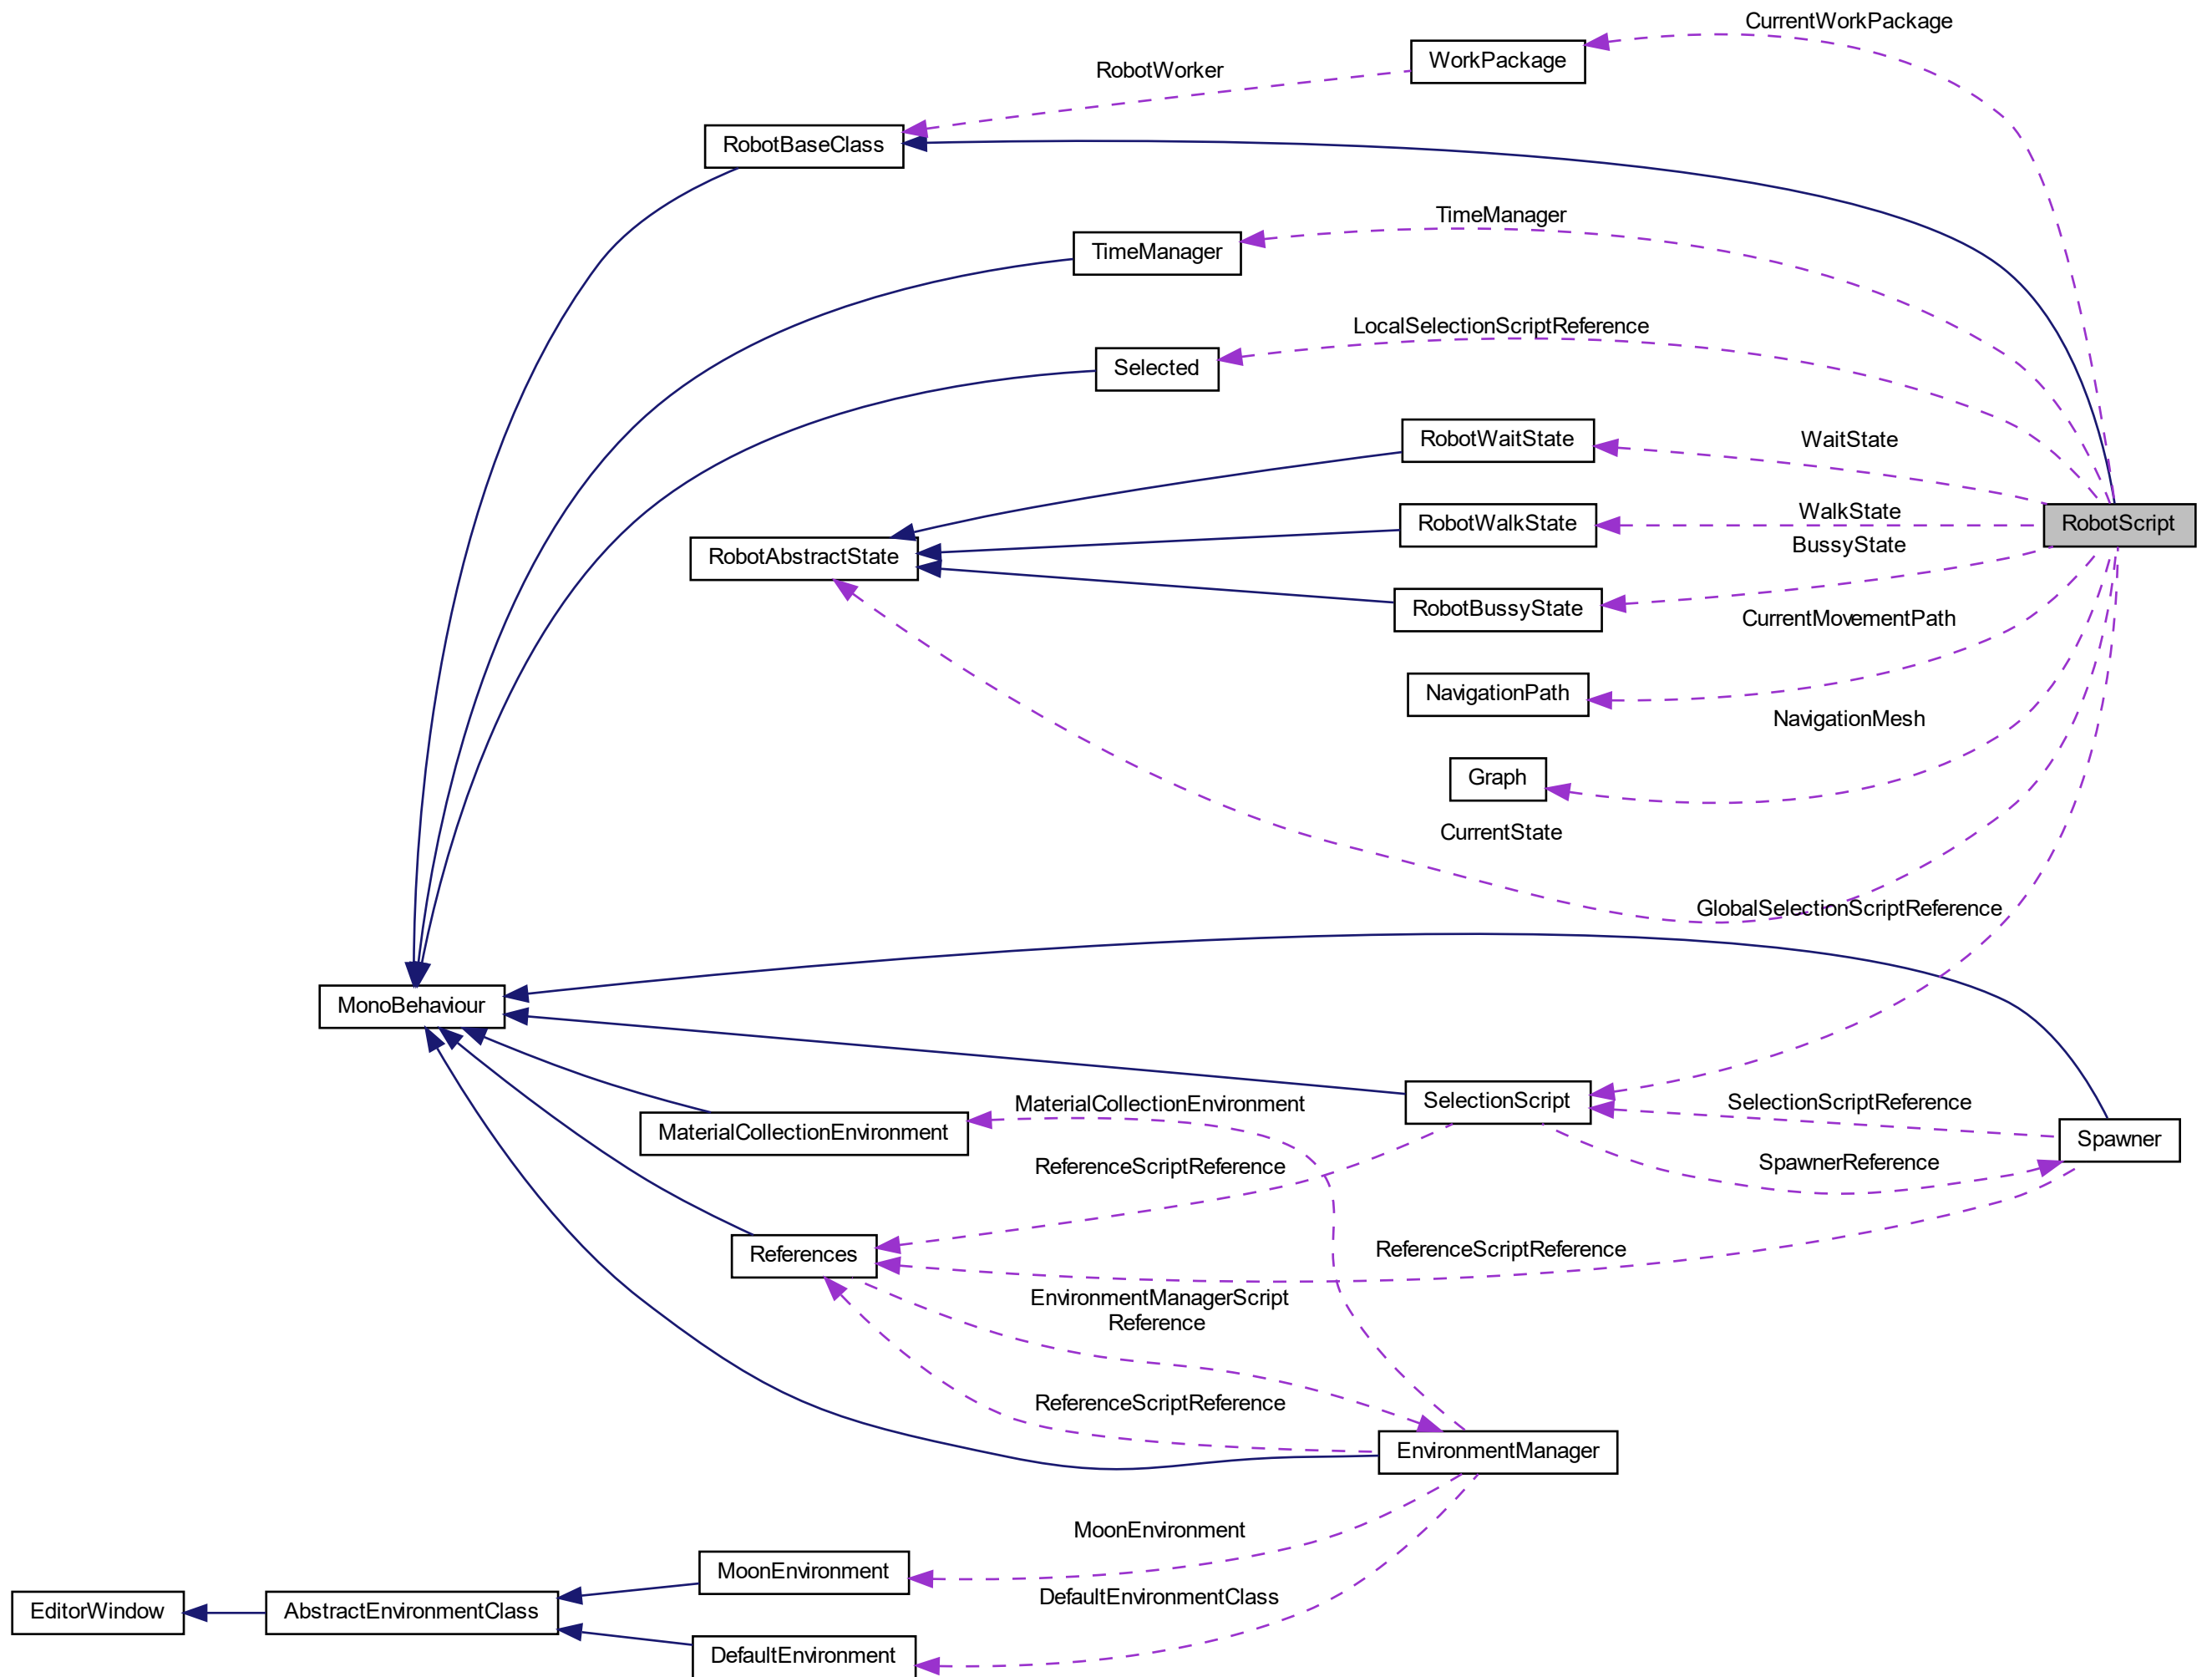 CurrentWorkPackage
WorkPackage
RobotWorker
RobotBaseClass
TimeManager
TimeManager
LocalSelectionScriptReference
Selected
WaitState
RobotWaitState
WalkState
RobotWalkState
RobotScript
BussyState
RobotAbstractState
RobotBussyState
CurrentMovementPath
NavigationPath
NavigationMesh
Graph
CurrentState
GlobalSelectionScriptReference
MonoBehaviour
SelectionScript
SelectionScriptReference
MaterialCollectionEnvironment
MaterialCollectionEnvironment
Spawner
SpawnerReference
ReferenceScriptReference
References
ReferenceScriptReference
EnvironmentManagerScript
Reference
ReferenceScriptReference
EnvironmentManager
MoonEnvironment
MoonEnvironment
EditorWindow
AbstractEnvironmentClass
DefaultEnvironmentClass
DefaultEnvironment